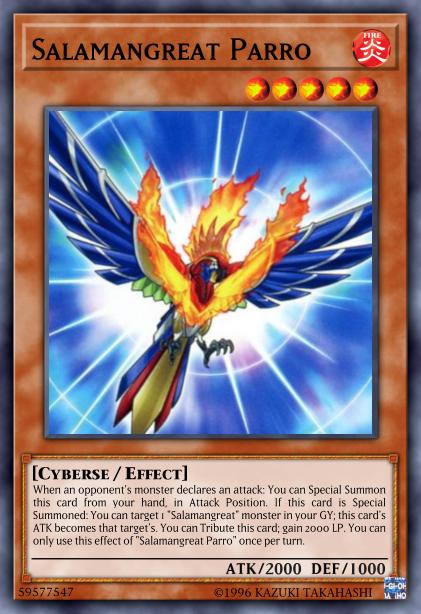 SALAMANGREAT PARRO
FIRE
炎
[CYBERSE / EFFECT]
When an opponent's monster declares an attack: You can Special Summon
this card from your hand, in Attack Position. If this card is Special
Summoned: You can target 1 "Salamangreat" monster in your GY; this card's
ATK becomes that target's. You can Tribute this card; gain 2000 LP. You can
only use this effect of "Salamangreat Parro" once per turn.
ATK/2000 DEF/1000
59577547
©1996 KAZUKI TAKAHASHI